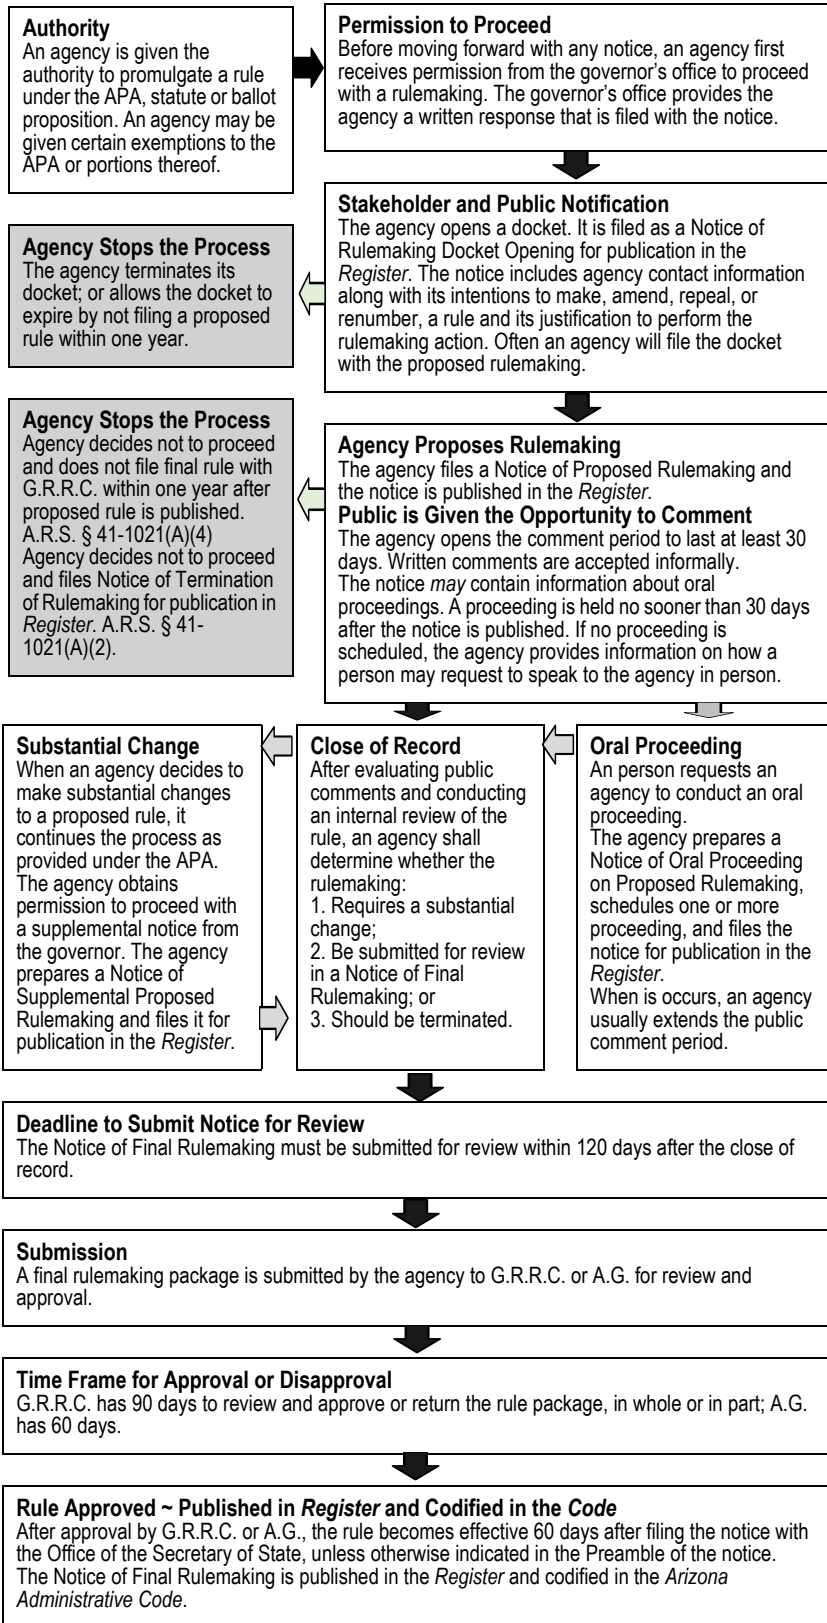 Authority
An agency is given the
authority to promulgate a rule
under the APA, statute or ballot
proposition. An agency may be
given certain exemptions to the
APA or portions thereof.
Permission to Proceed
Before moving forward with any notice, an agency first
receives permission from the governor's office to proceed
with a rulemaking. The governor's office provides the
agency a written response that is filed with the notice.
Stakeholder and Public Notification
The agency opens a docket. It is filed as a Notice of
Rulemaking Docket Opening for publication in the
Register. The notice includes agency contact information
along with its intentions to make, amend, repeal, or
renumber, a rule and its justification to perform the
rulemaking action. Often an agency will file the docket
with the proposed rulemaking.
Agency Stops the Process
The agency terminates its
docket; or allows the docket to
expire by not filing a proposed
rule within one year.
Agency Proposes Rulemaking
The agency files a Notice of Proposed Rulemaking and
the notice is published in the Register.
Public is Given the Opportunity to Comment
The agency opens the comment period to last at least 30
days. Written comments are accepted informally.
The notice may contain information about oral
proceedings. A proceeding is held no sooner than 30 days
after the notice is published. If no proceeding is
scheduled, the agency provides information on how a
person may request to speak to the agency in person.
Agency Stops the Process
Agency decides not to proceed
and does not file final rule with
G.R.R.C. within one year after
proposed rule is published.
A.R.S. § 41-1021(A)(4)
Agency decides not to proceed
and files Notice of Termination
of Rulemaking for publication in
Register. A.R.S. § 41-
1021(A)(2).
Substantial Change
When an agency decides to
make substantial changes
to a proposed rule, it
continues the process as
provided under the APA.
The agency obtains
permission to proceed with
a supplemental notice from
the governor. The agency
prepares a Notice of
Supplemental Proposed
Rulemaking and files it for
publication in the Register.
Close of Record
After evaluating public
comments and conducting
an internal review of the
rule, an agency shall
determine whether the
rulemaking:
1. Requires a substantial
change;
2. Be submitted for review
in a Notice of Final
Rulemaking; or
3. Should be terminated.
Oral Proceeding
An person requests an
agency to conduct an oral
proceeding.
The agency prepares a
Notice of Oral Proceeding
on Proposed Rulemaking,
schedules one or more
proceeding, and files the
notice for publication in the
Register.
When is occurs, an agency
usually extends the public
comment period.
Deadline to Submit Notice for Review
The Notice of Final Rulemaking must be submitted for review within 120 days after the close of
record.
Submission
A final rulemaking package is submitted by the agency to G.R.R.C. or A.G. for review and
approval.
Time Frame for Approval or Disapproval
G.R.R.C. has 90 days to review and approve or return the rule package, in whole or in part; A.G.
has 60 days.
Rule Approved ~ Published in Register and Codified in the Code
After approval by G.R.R.C. or A.G., the rule becomes effective 60 days after filing the notice with
the Office of the Secretary of State, unless otherwise indicated in the Preamble of the notice.
The Notice of Final Rulemaking is published in the Register and codified in the Arizona
Administrative Code.